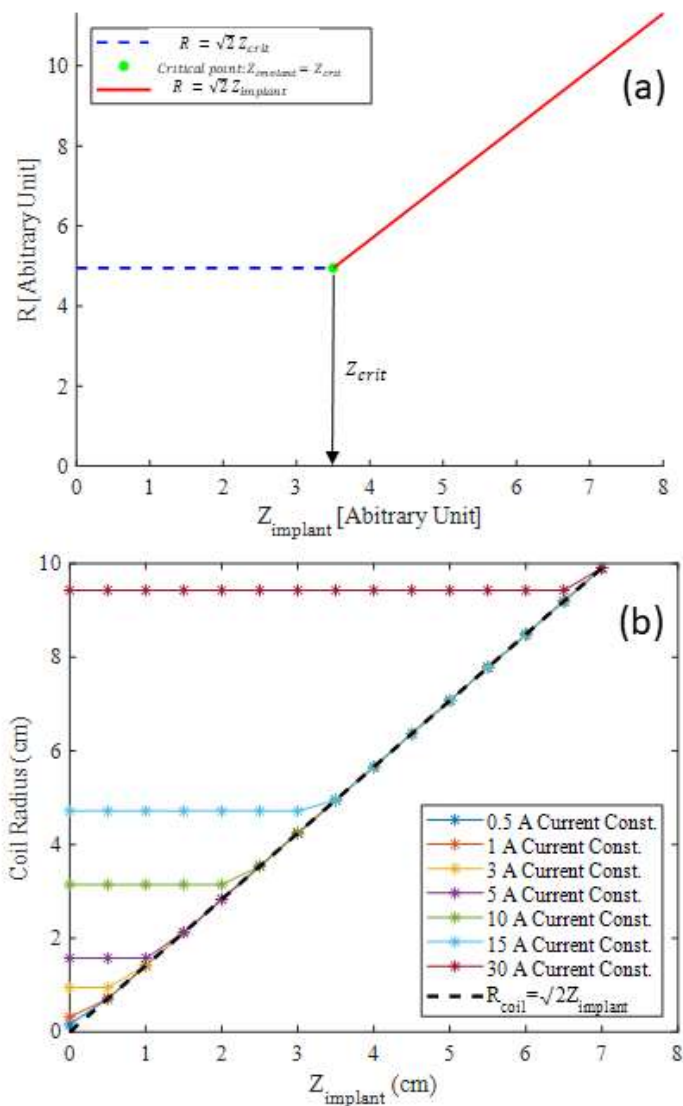 R = √2 Z_crit
Critical point: Z_implant = Z_crit
R = √2 Z_implant
(a)
R [Abitrary Unit]
10
8
6
4
2
0
Z_crit
0 1 2 3 4 5 6 7 8
Z_implant [Abitrary Unit]
(b)
Coil Radius (cm)
10
8
6
4
2
0
0.5 A Current Const.
1 A Current Const.
3 A Current Const.
5 A Current Const.
10 A Current Const.
15 A Current Const.
30 A Current Const.
R_coil=√2Z_implant
0 1 2 3 4 5 6 7 8
Z_implant (cm)